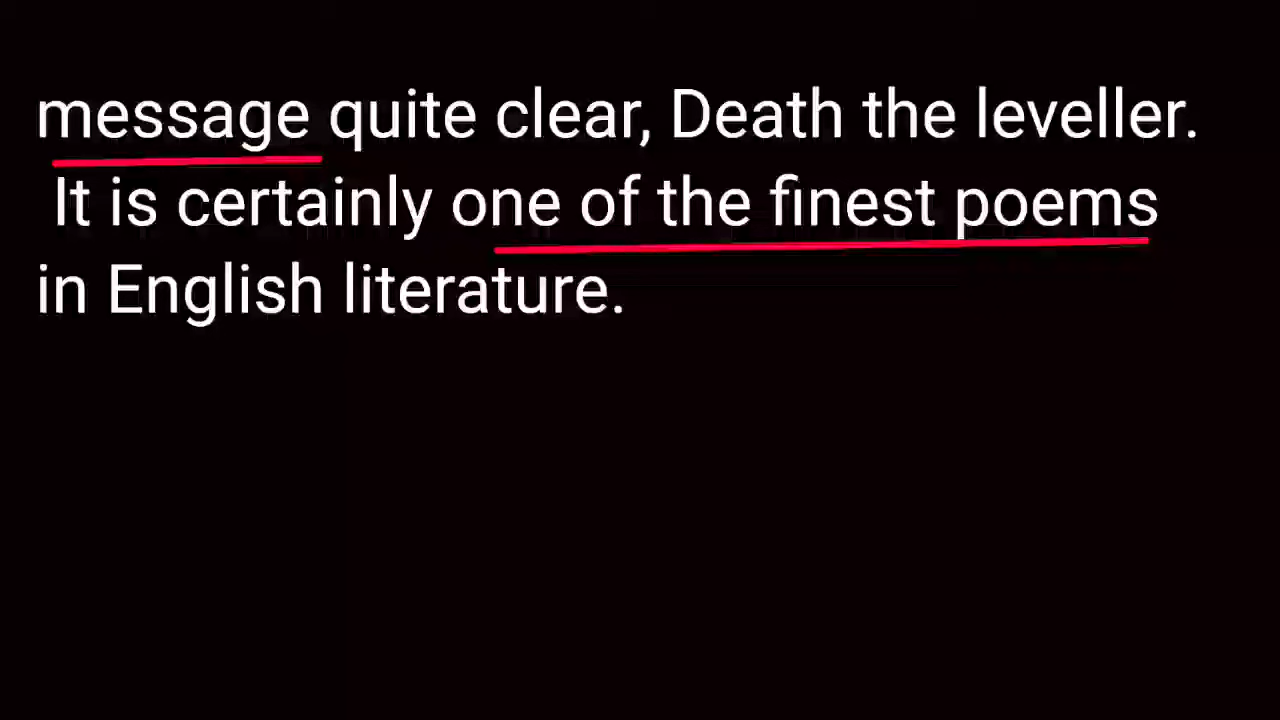 message quite clear, Death the leveller.
It is certainly one of the finest poems
in English literature.